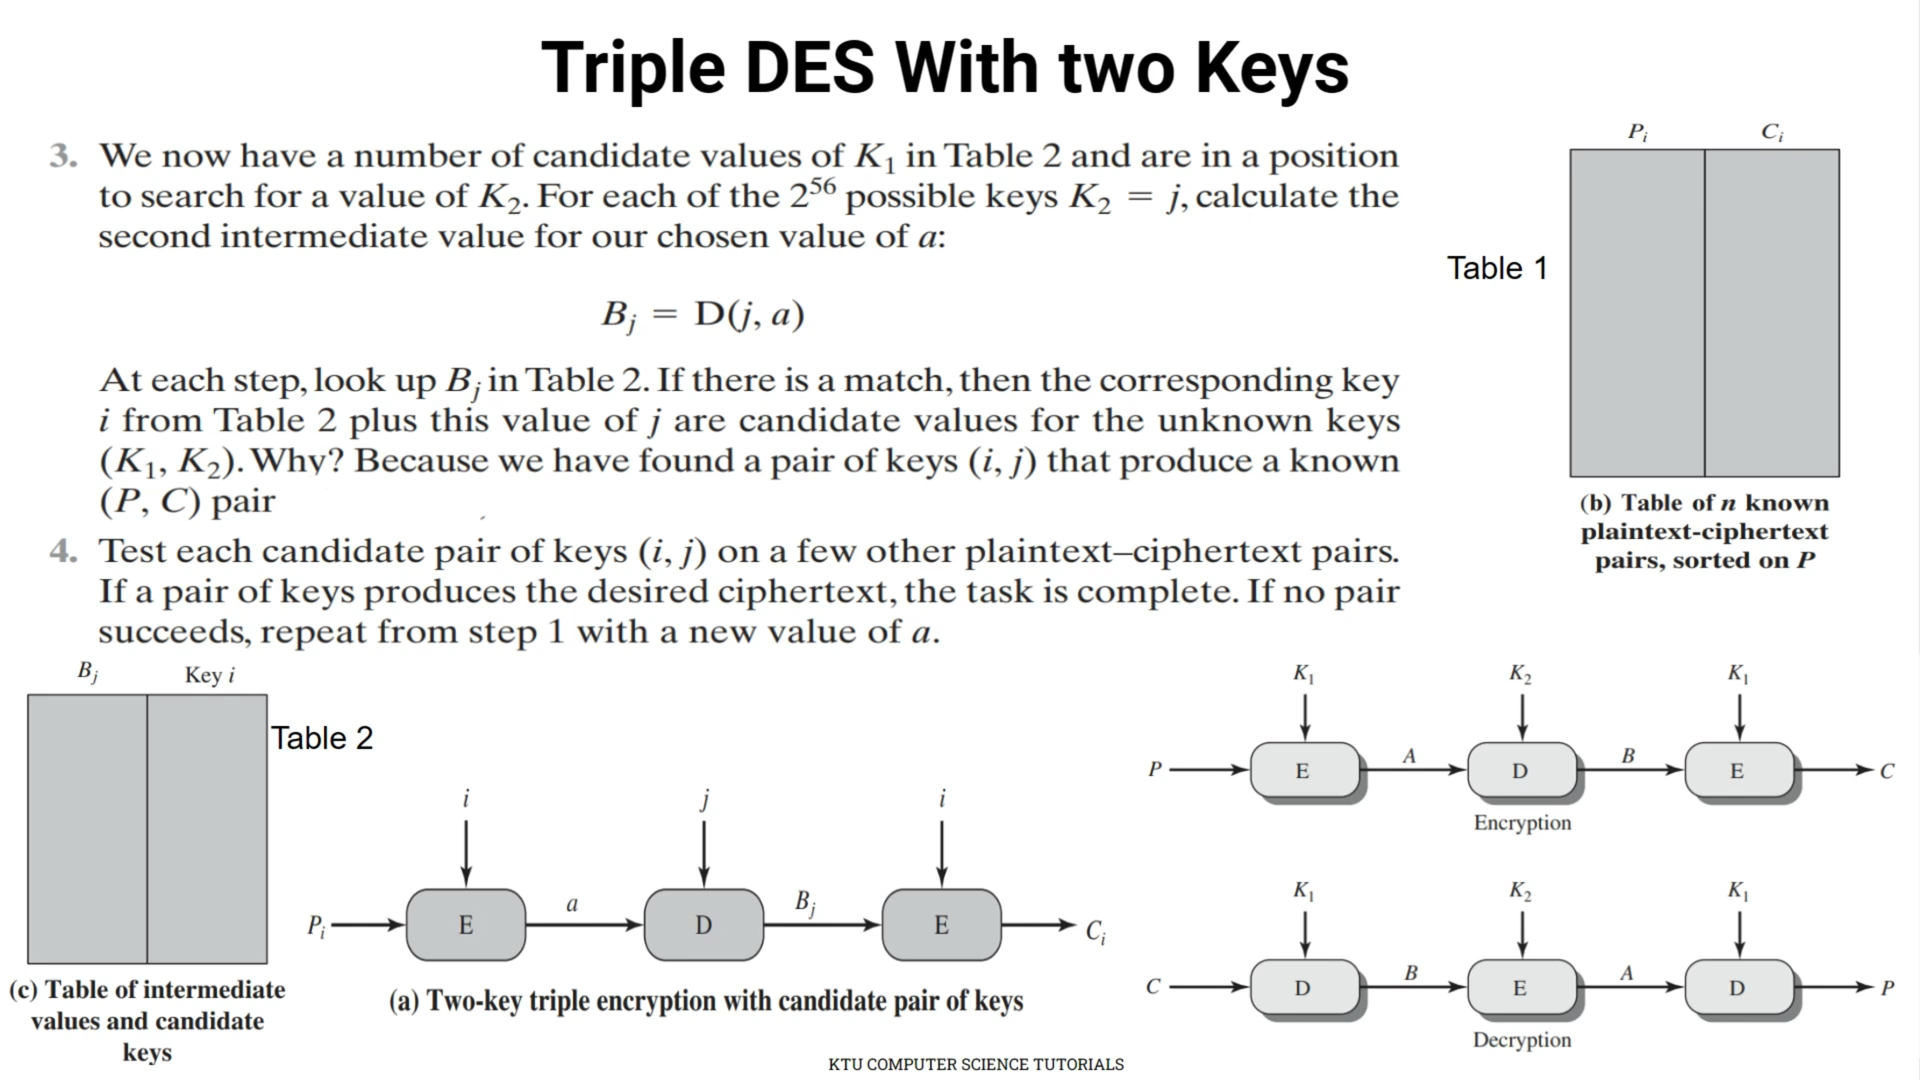 Triple DES With two Keys
3. We now have a number of candidate values of K₁ in Table 2 and are in a position
to search for a value of K₂. For each of the 2⁵⁶ possible keys K₂ = j, calculate the
second intermediate value for our chosen value of a:
Bⱼ = D(j, a)
At each step, look up Bⱼ in Table 2. If there is a match, then the corresponding key
i from Table 2 plus this value of j are candidate values for the unknown keys
(K₁, K₂). Why? Because we have found a pair of keys (i, j) that produce a known
(P, C) pair
4. Test each candidate pair of keys (i, j) on a few other plaintext–ciphertext pairs.
If a pair of keys produces the desired ciphertext, the task is complete. If no pair
succeeds, repeat from step 1 with a new value of a.
Pᵢ Cᵢ
Table 1
(b) Table of n known
plaintext-ciphertext
pairs, sorted on P
Bⱼ Key i
Table 2
(c) Table of intermediate
values and candidate
keys
i j i
Pᵢ E a D Bⱼ E Cᵢ
(a) Two-key triple encryption with candidate pair of keys
K₁ K₂ K₁
P E A D B E C
Encryption
K₁ K₂ K₁
C D B E A D P
Decryption
KTU COMPUTER SCIENCE TUTORIALS